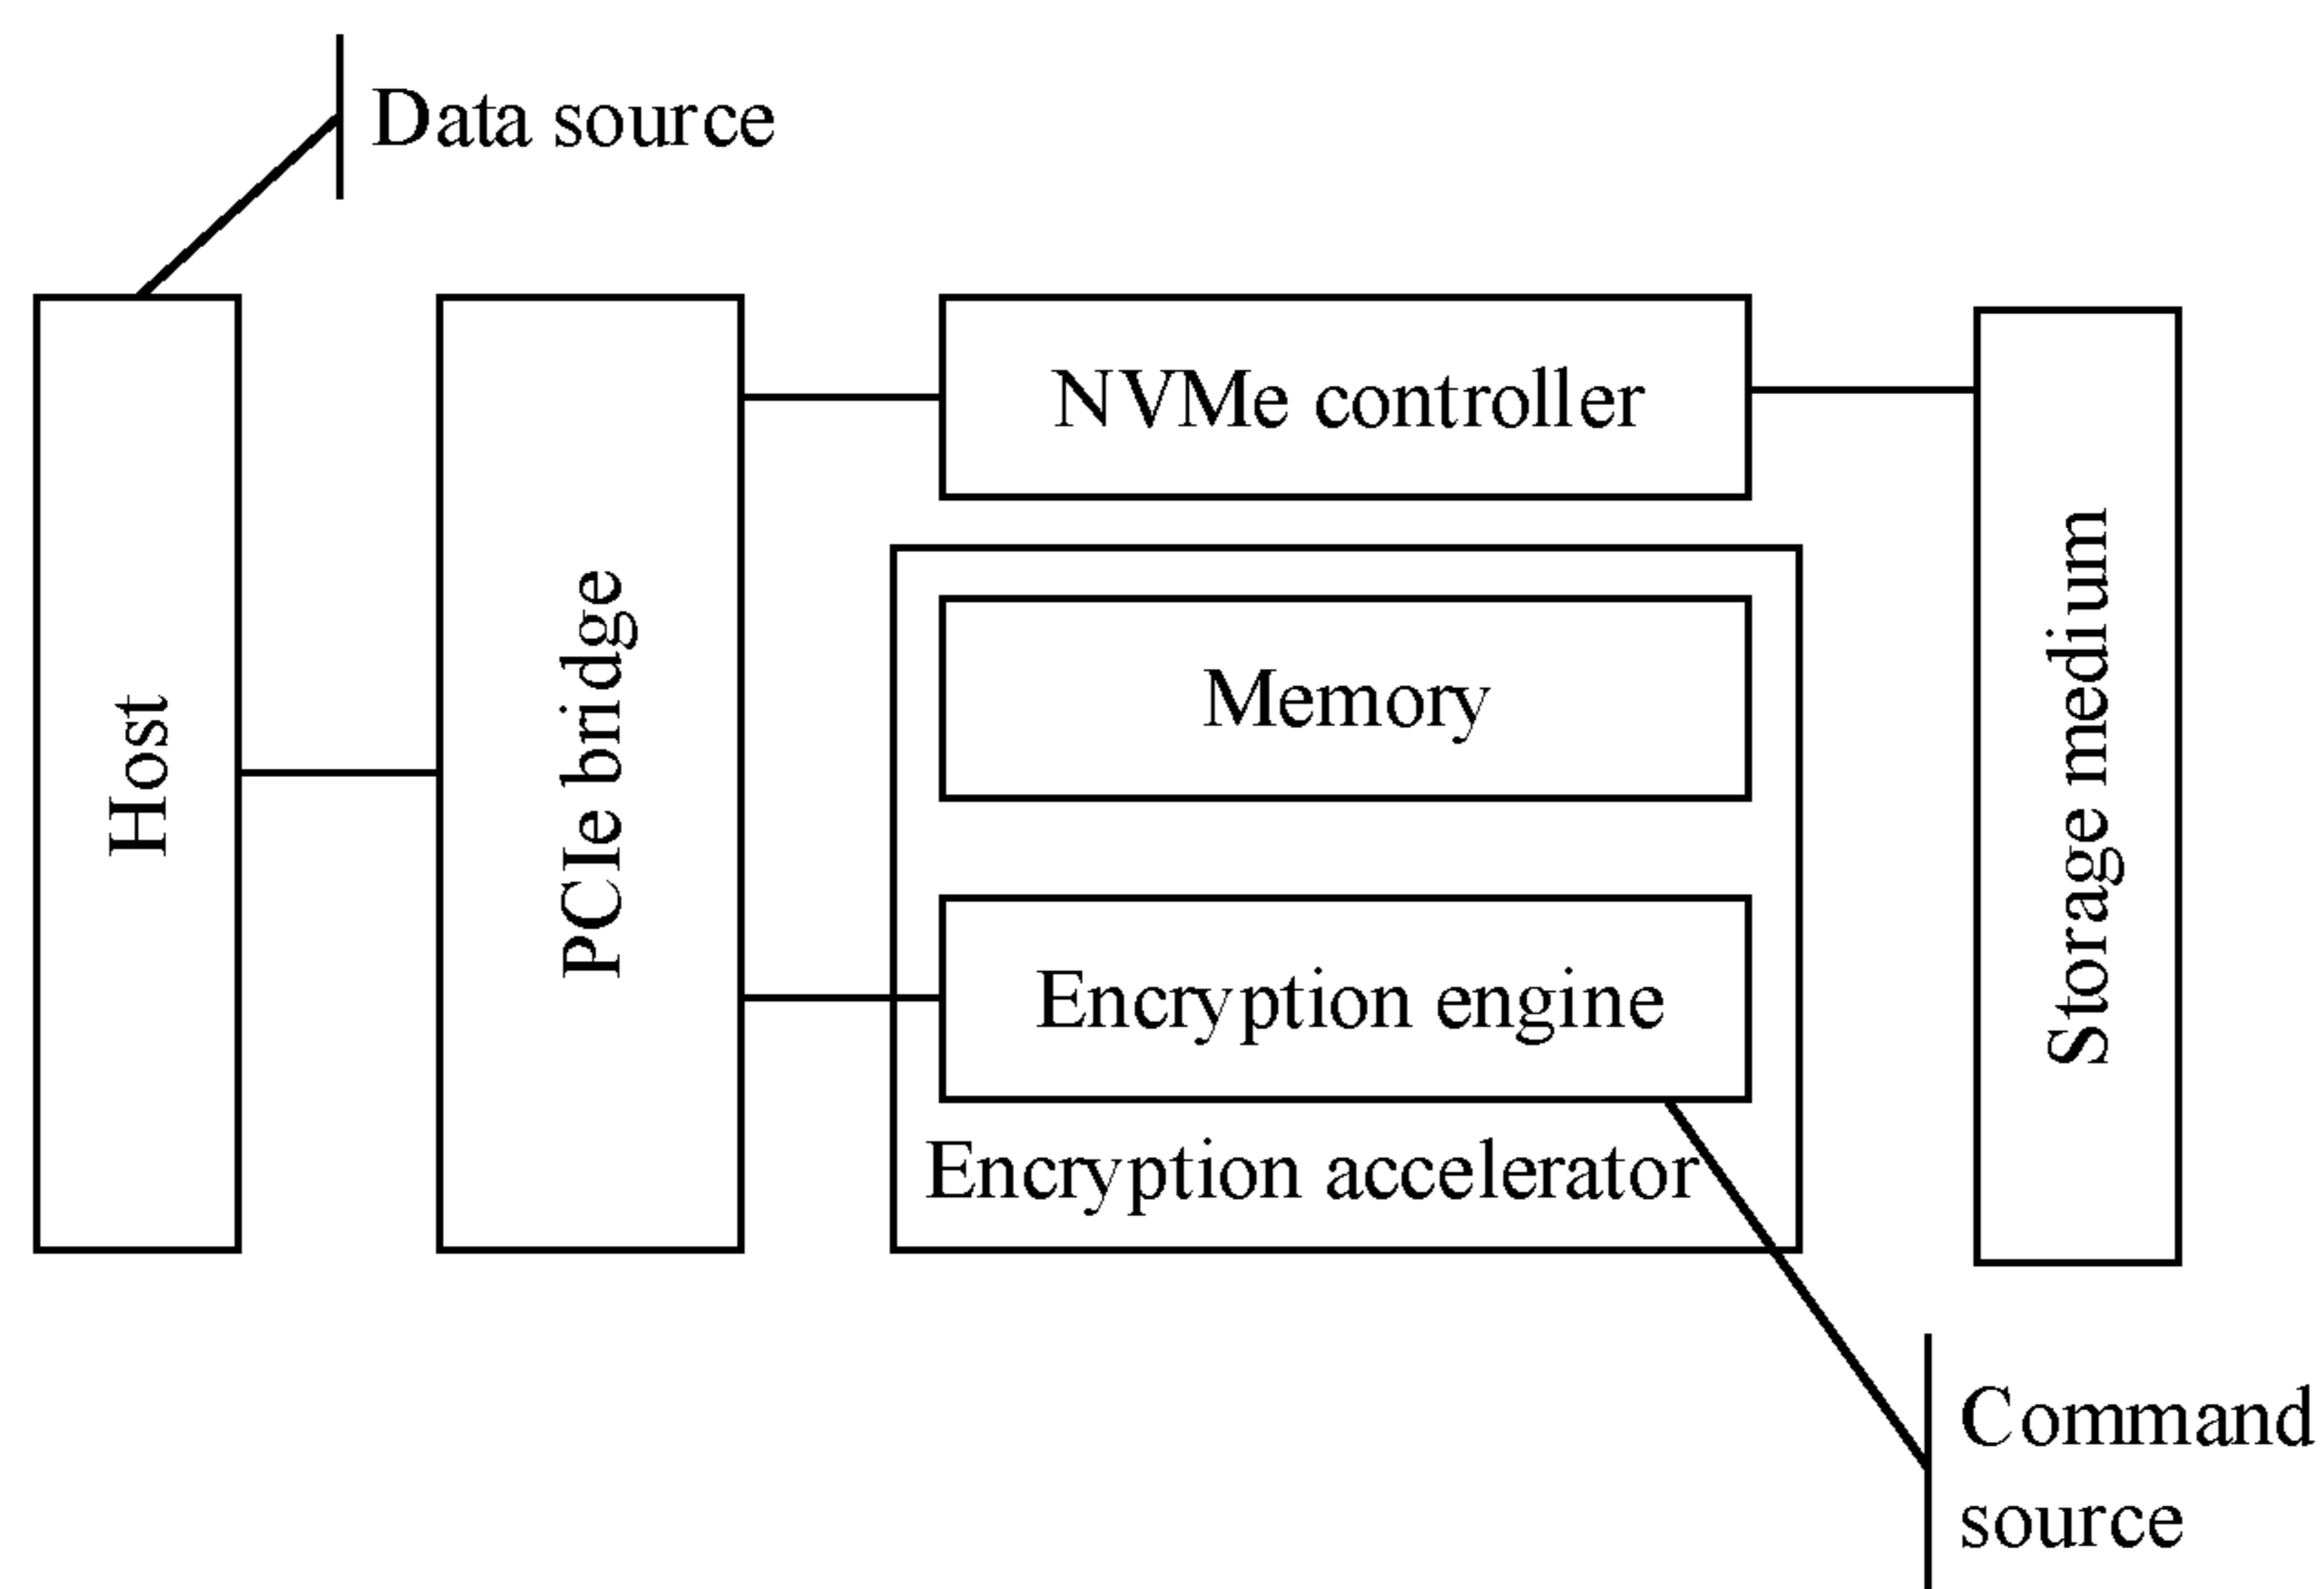 Data source
Host
PCIe bridge
NVMe controller
Memory
Encryption engine
Encryption accelerator
Storage medium
Command
source